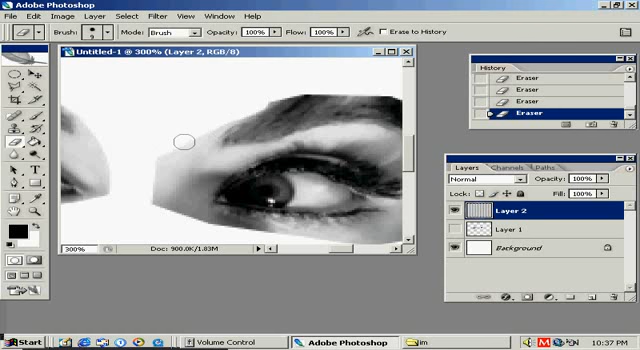 Adobe Photoshop
File Edit Image Layer Select Filter View Window Help
Brush: 9 Mode: Brush Opacity: 100% Flow: 100% Erase to History
Untitled-1 @ 300% (Layer 2, RGB/8)
History
Eraser
Eraser
Eraser
Eraser
Layers Channels Paths
Normal Opacity: 100%
Lock: Fill: 100%
Layer 2
Layer 1
Background
300% Doc: 900.0K/1.83M
Start Volume Control Adobe Photoshop im 10:37 PM